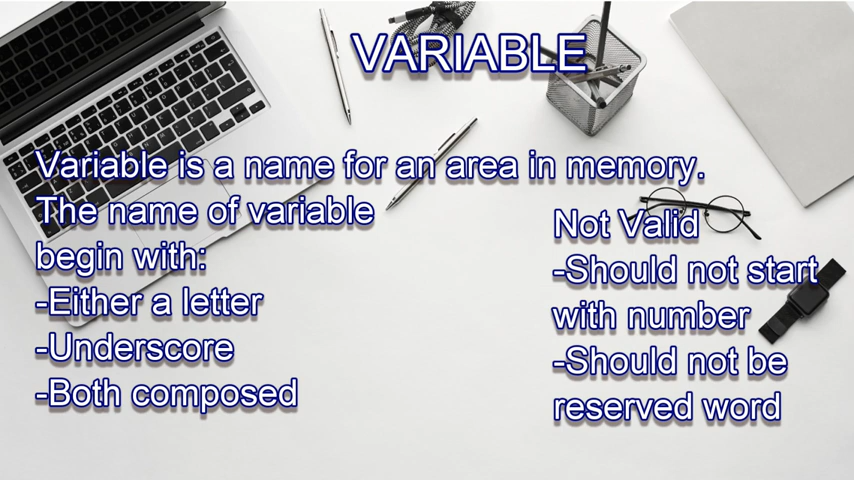 VARIABLE
Variable is a name for an area in memory.
The name of variable
begin with:
-Either a letter
-Underscore
-Both composed
Not Valid
-Should not start
with number
-Should not be
reserved word